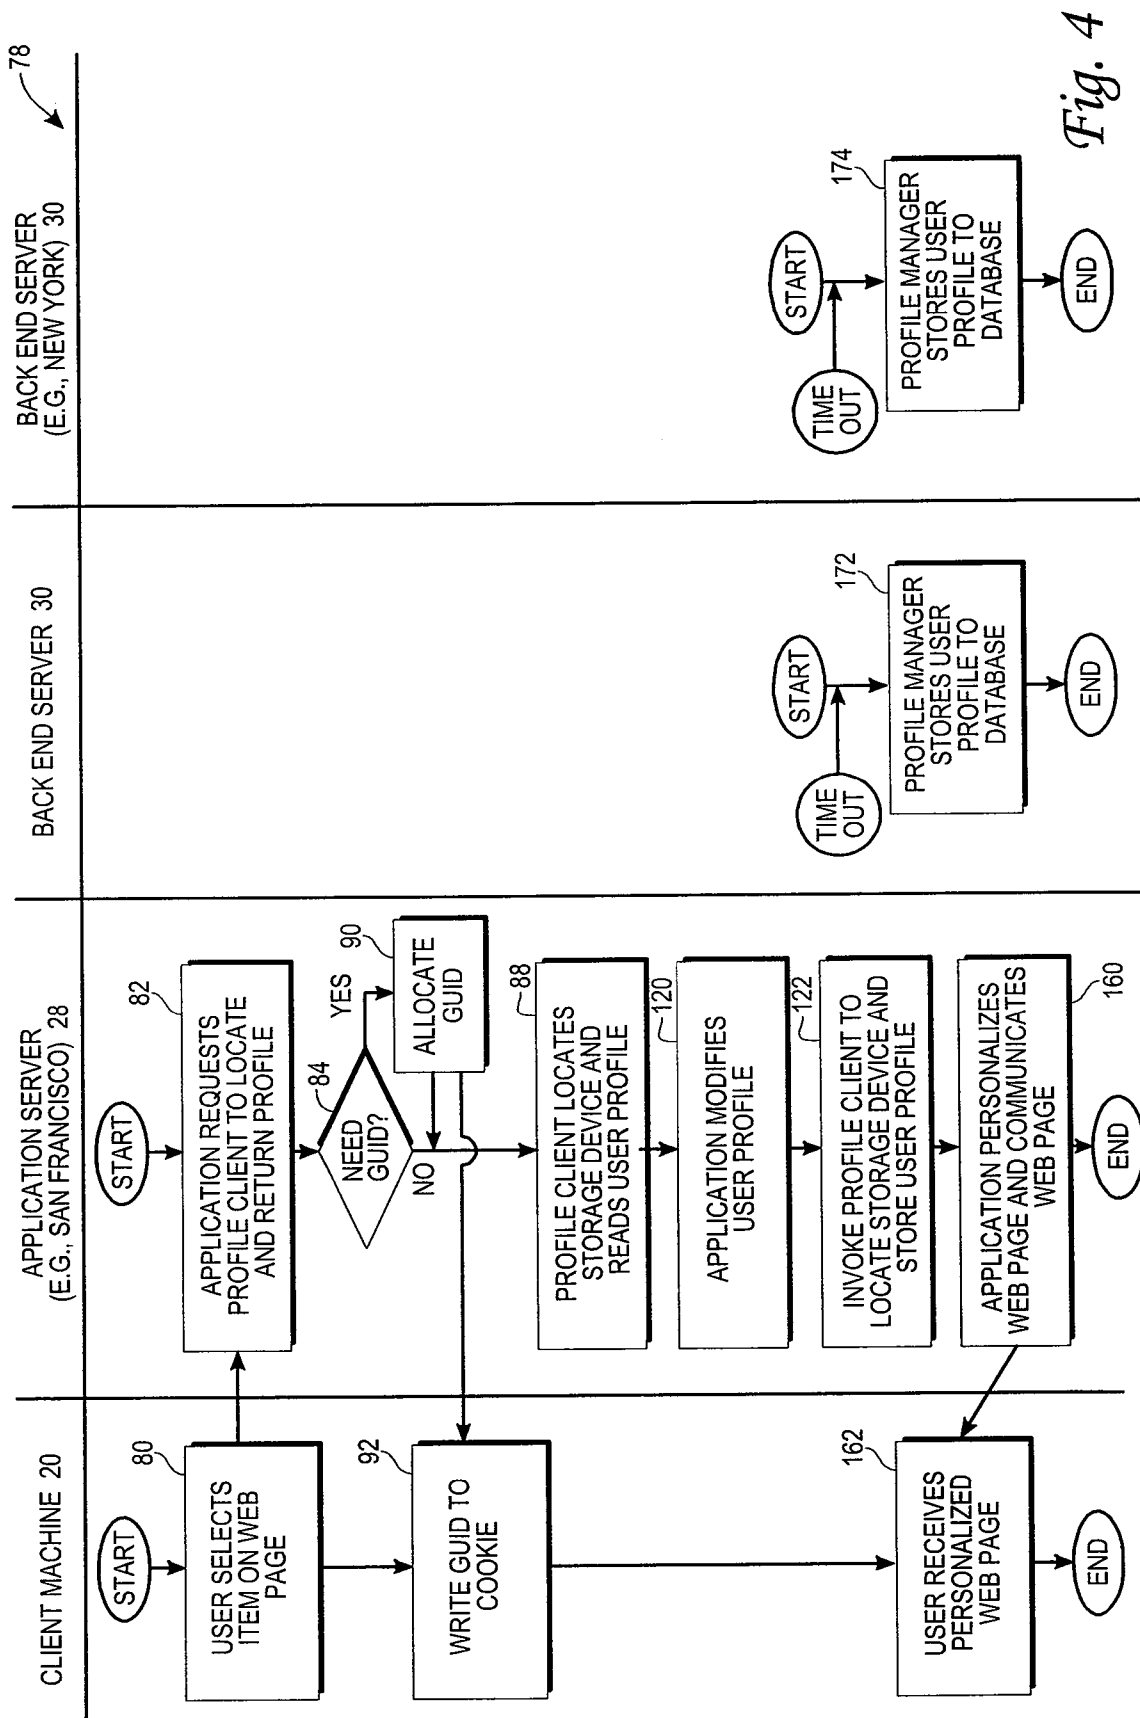 78
CLIENT MACHINE 20
APPLICATION SERVER
(E.G., SAN FRANCISCO) 28
BACK END SERVER 30
BACK END SERVER
(E.G., NEW YORK) 30
START
80
USER SELECTS
ITEM ON WEB
PAGE
92
WRITE GUID TO
COOKIE
162
USER RECEIVES
PERSONALIZED
WEB PAGE
END
START
82
APPLICATION REQUESTS
PROFILE CLIENT TO LOCATE
AND RETURN PROFILE
84
NEED
GUID?
YES
NO
90
ALLOCATE
GUID
88
PROFILE CLIENT LOCATES
STORAGE DEVICE AND
READS USER PROFILE
120
APPLICATION MODIFIES
USER PROFILE
122
INVOKE PROFILE CLIENT TO
LOCATE STORAGE DEVICE AND
STORE USER PROFILE
160
APPLICATION PERSONALIZES
WEB PAGE AND COMMUNICATES
WEB PAGE
END
START
TIME
OUT
172
PROFILE MANAGER
STORES USER
PROFILE TO
DATABASE
END
START
TIME
OUT
174
PROFILE MANAGER
STORES USER
PROFILE TO
DATABASE
END
Fig. 4